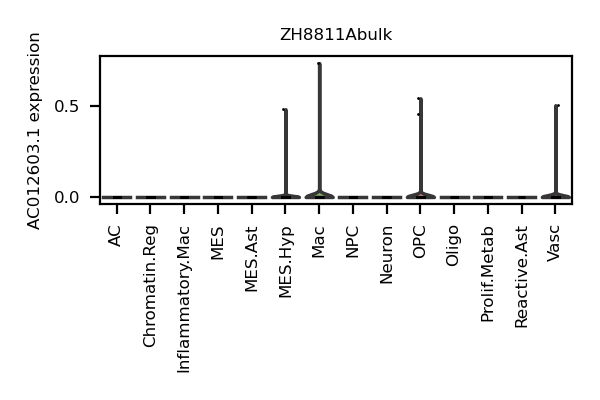 ZH8811Abulk
AC012603.1 expression
0.5
0.0
AC
Chromatin.Reg
Inflammatory.Mac
MES
MES.Ast
MES.Hyp
Mac
NPC
Neuron
OPC
Oligo
Prolif.Metab
Reactive.Ast
Vasc